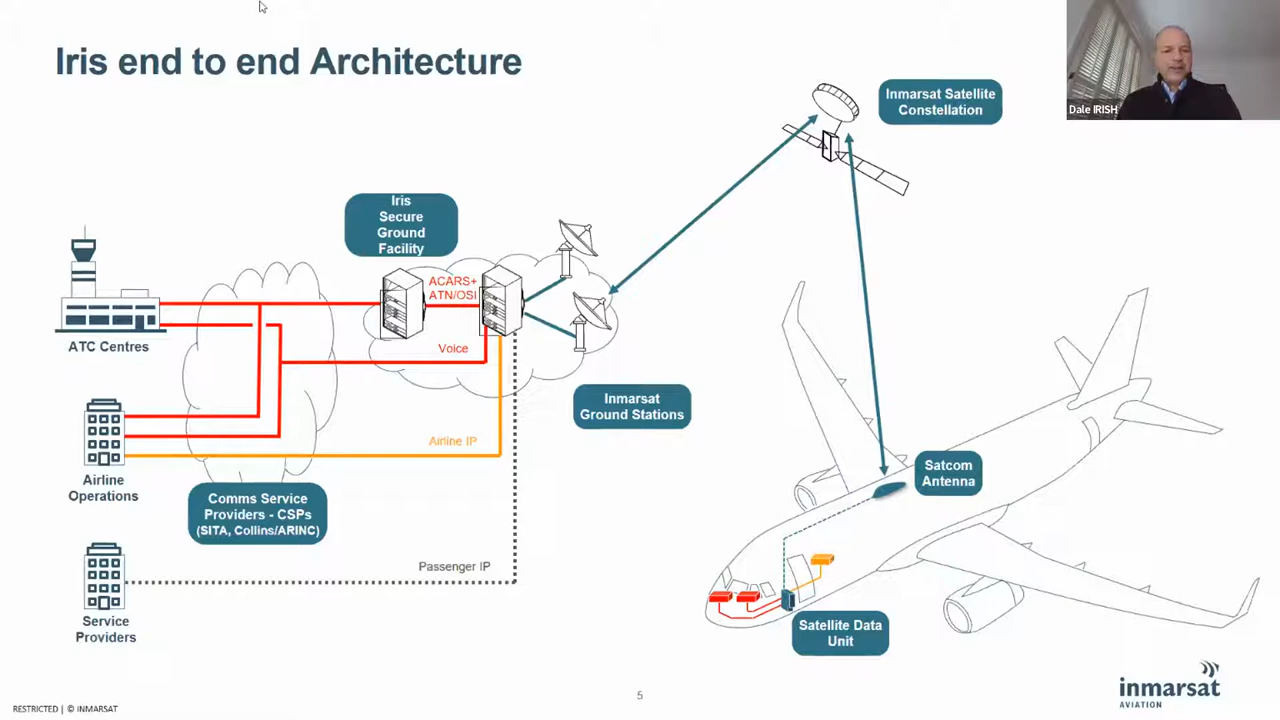 Iris end to end Architecture
Dale IRISH
Inmarsat Satellite
Constellation
Iris
Secure
Ground
Facility
ACARS+
ATN/OSI
Voice
ATC Centres
Inmarsat
Ground Stations
Airline IP
Airline
Operations
Comms Service
Providers - CSPs
(SITA, Collins/ARINC)
Satcom
Antenna
Passenger IP
Service
Providers
Satellite Data
Unit
5
inmarsat
AVIATION
RESTRICTED | © INMARSAT